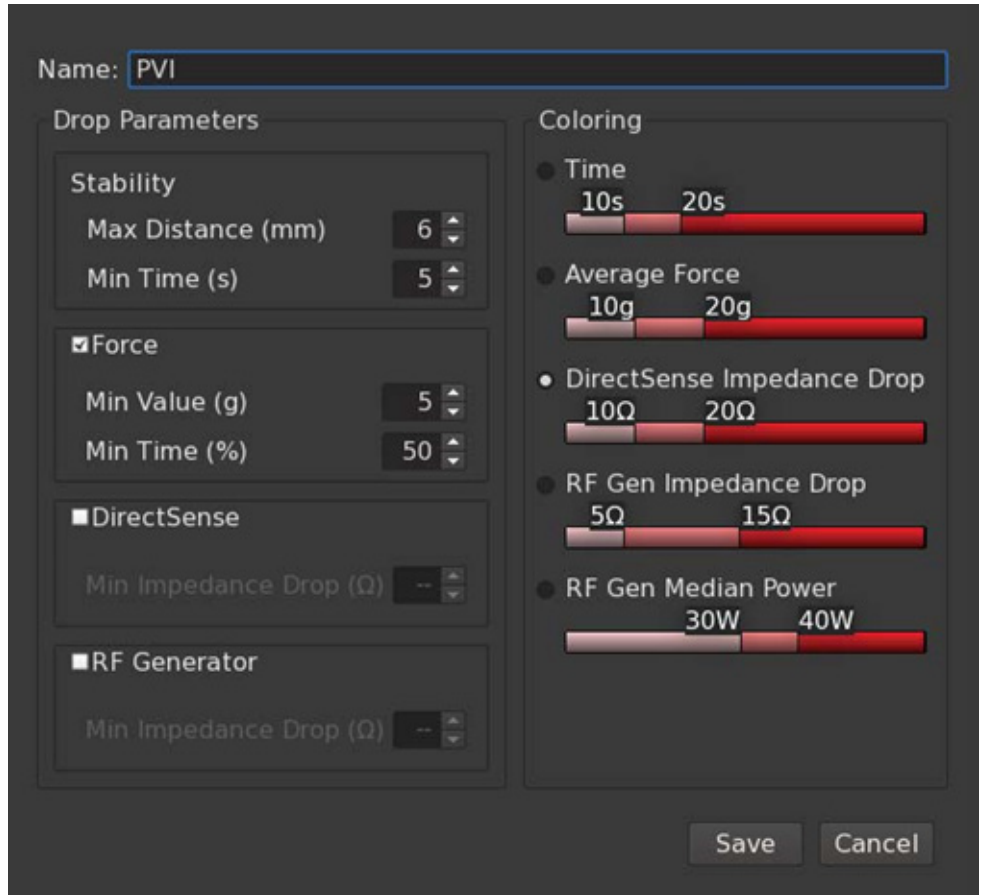 Name: PVI
Drop Parameters
Stability
Max Distance (mm) 6
Min Time (s) 5
Force
Min Value (g) 5
Min Time (%) 50
DirectSense
Min Impedance Drop (Ω) --
RF Generator
Min Impedance Drop (Ω) --
Coloring
Time
10s 20s
Average Force
10g 20g
DirectSense Impedance Drop
10Ω 20Ω
RF Gen Impedance Drop
5Ω 15Ω
RF Gen Median Power
30W 40W
Save Cancel